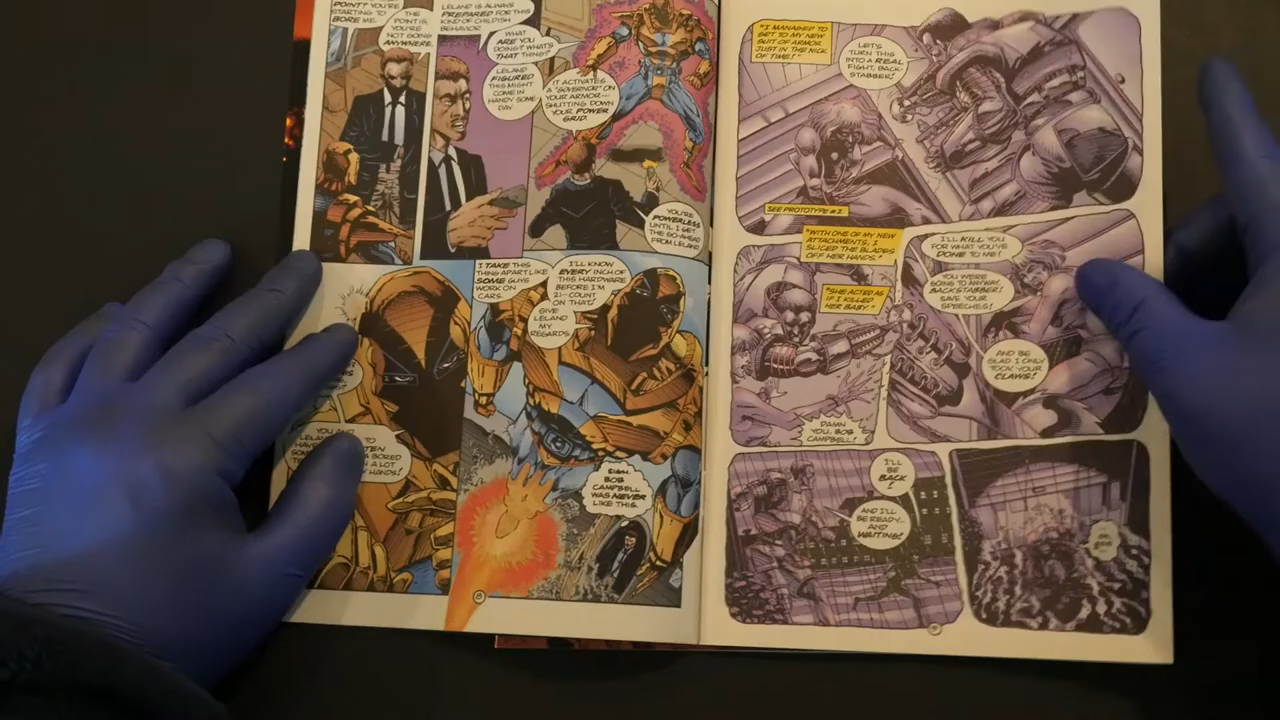 POINT? YOU'RE
STARTING TO
BORE ME.
THE
POINT IS,
YOU'RE
NOT GOING
ANYWHERE.
LELAND IS ALWAYS
PREPARED FOR THIS
KIND OF CHILDISH
BEHAVIOR.
WHAT
ARE YOU
DOING? WHAT'S
THAT THING?
LELAND
FIGURED
THIS MIGHT
COME IN
HANDY SOME
DAY.
IT ACTIVATES
A "GOVERNOR" ON
YOUR ARMOR--
SHUTTING DOWN
YOUR POWER
GRID.
YOU'RE
POWERLESS
UNTIL I GET
THE GO-AHEAD
FROM LELAND
YOU AND
LELAND
TO
HAVE
TEN
BORED
A LOT
HANDS!
I TAKE THIS
THING APART LIKE
SOME GUYS
WORK ON
CARS.
I'LL KNOW
EVERY INCH OF
THIS HARDWARE
BEFORE I'M
21--COUNT
ON THAT!
GIVE
LELAND
MY
REGARDS.
SIGH.
BOB
CAMPBELL
WAS NEVER
LIKE THIS.
8
"I MANAGED TO
GET TO MY NEW
SUIT OF ARMOR
JUST IN THE NICK
OF TIME!"
LET'S
TURN THIS
INTO A REAL
FIGHT, BACK-
STABBER!
SEE PROTOTYPE #2
"WITH ONE OF MY NEW
ATTACHMENTS, I
SLICED THE BLADES
OFF HER HANDS."
"SHE ACTED AS
IF I KILLED
HER BABY."
DAMN
YOU, BOB
CAMPBELL!
I'LL KILL YOU
FOR WHAT YOU'VE
DONE TO ME!
YOU WERE
GOING TO ANYWAY,
BACKSTABBER!
SAVE YOUR
SPEECHES!
AND BE
GLAD I ONLY
TOOK YOUR
CLAWS!
I'LL
BE
BACK!
AND I'LL
BE READY...
AND
WAITING!